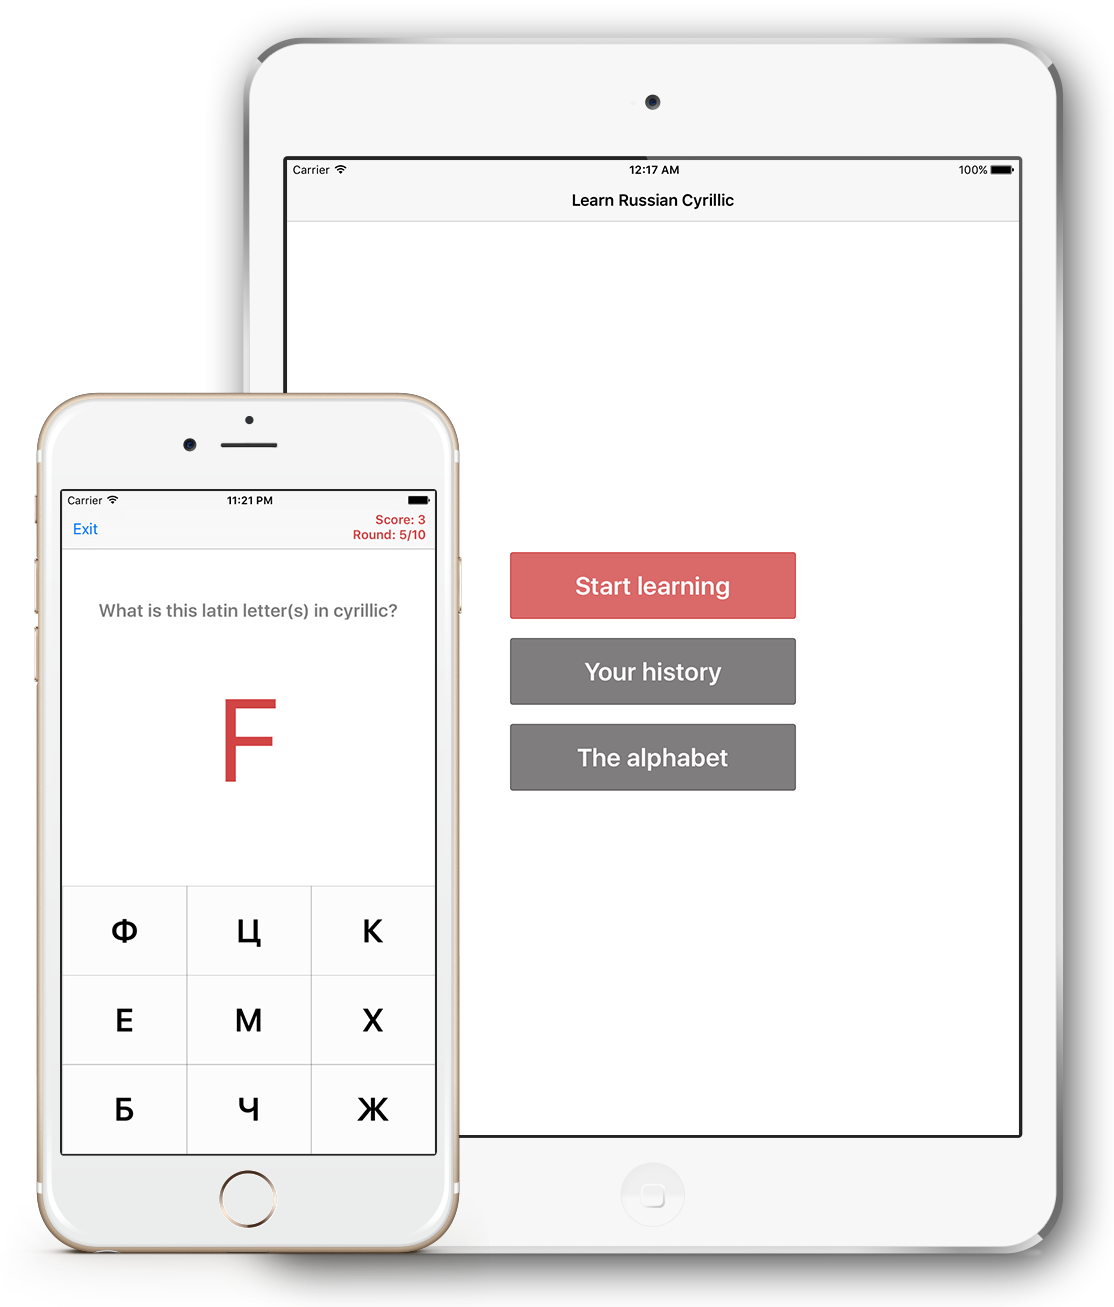 Carrier 12:17 AM 100%
Learn Russian Cyrillic
Start learning
Your history
The alphabet
Carrier 11:21 PM
Exit
Score: 3
Round: 5/10
What is this latin letter(s) in cyrillic?
F
Ф Ц К
Е М Х
Б Ч Ж